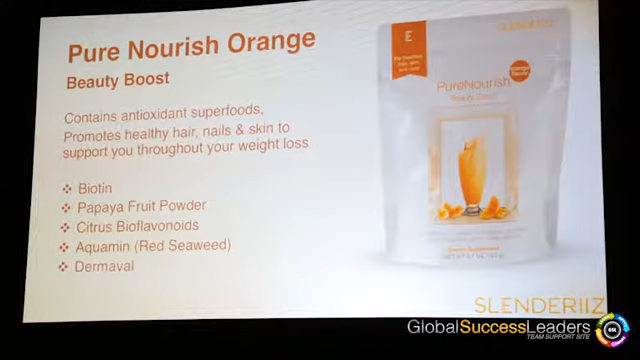 Pure Nourish Orange
Beauty Boost
Contains antioxidant superfoods,
Promotes healthy hair, nails & skin to
support you throughout your weight loss
❖ Biotin
❖ Papaya Fruit Powder
❖ Citrus Bioflavonoids
❖ Aquamin (Red Seaweed)
❖ Dermaval
SLENDERIIZ
E
PureNourish
Beauty Boost
SLENDERIIZ
GlobalSuccessLeaders
TEAM SUPPORT SITE
GSL